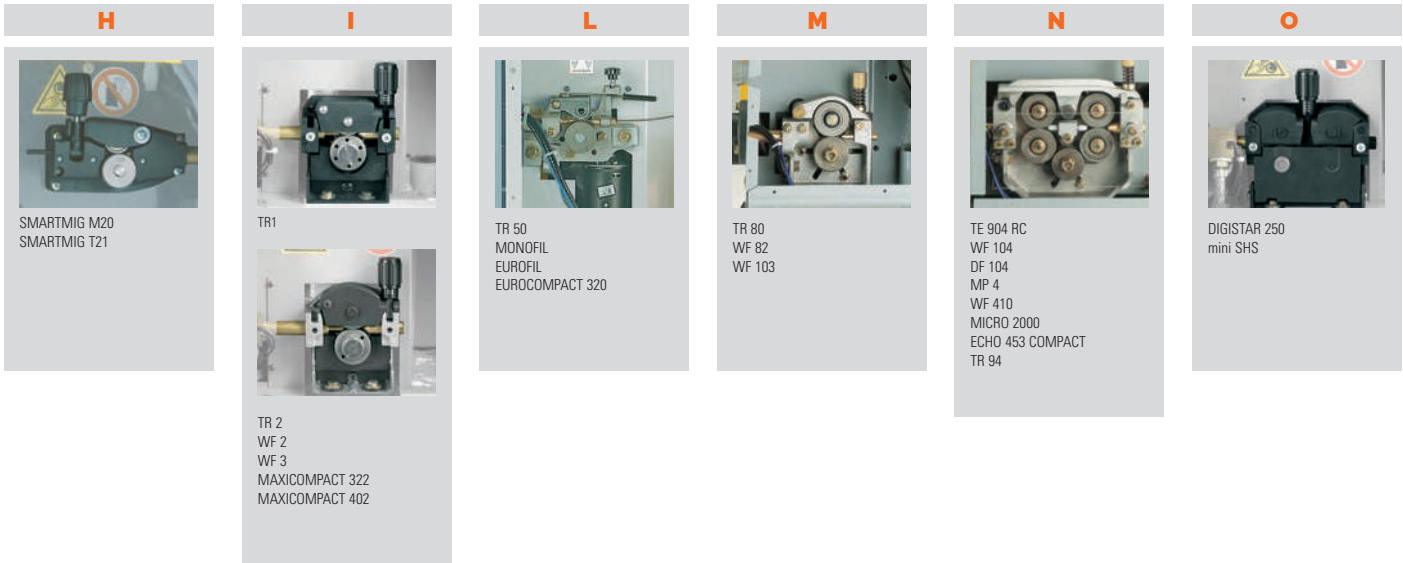 H
SMARTMIG M20
SMARTMIG T21
I
TR1
TR 2
WF 2
WF 3
MAXICOMPACT 322
MAXICOMPACT 402
L
TR 50
MONOFIL
EUROFIL
EUROCOMPACT 320
M
TR 80
WF 82
WF 103
N
TE 904 RC
WF 104
DF 104
MP 4
WF 410
MICRO 2000
ECHO 453 COMPACT
TR 94
O
DIGISTAR 250
mini SHS